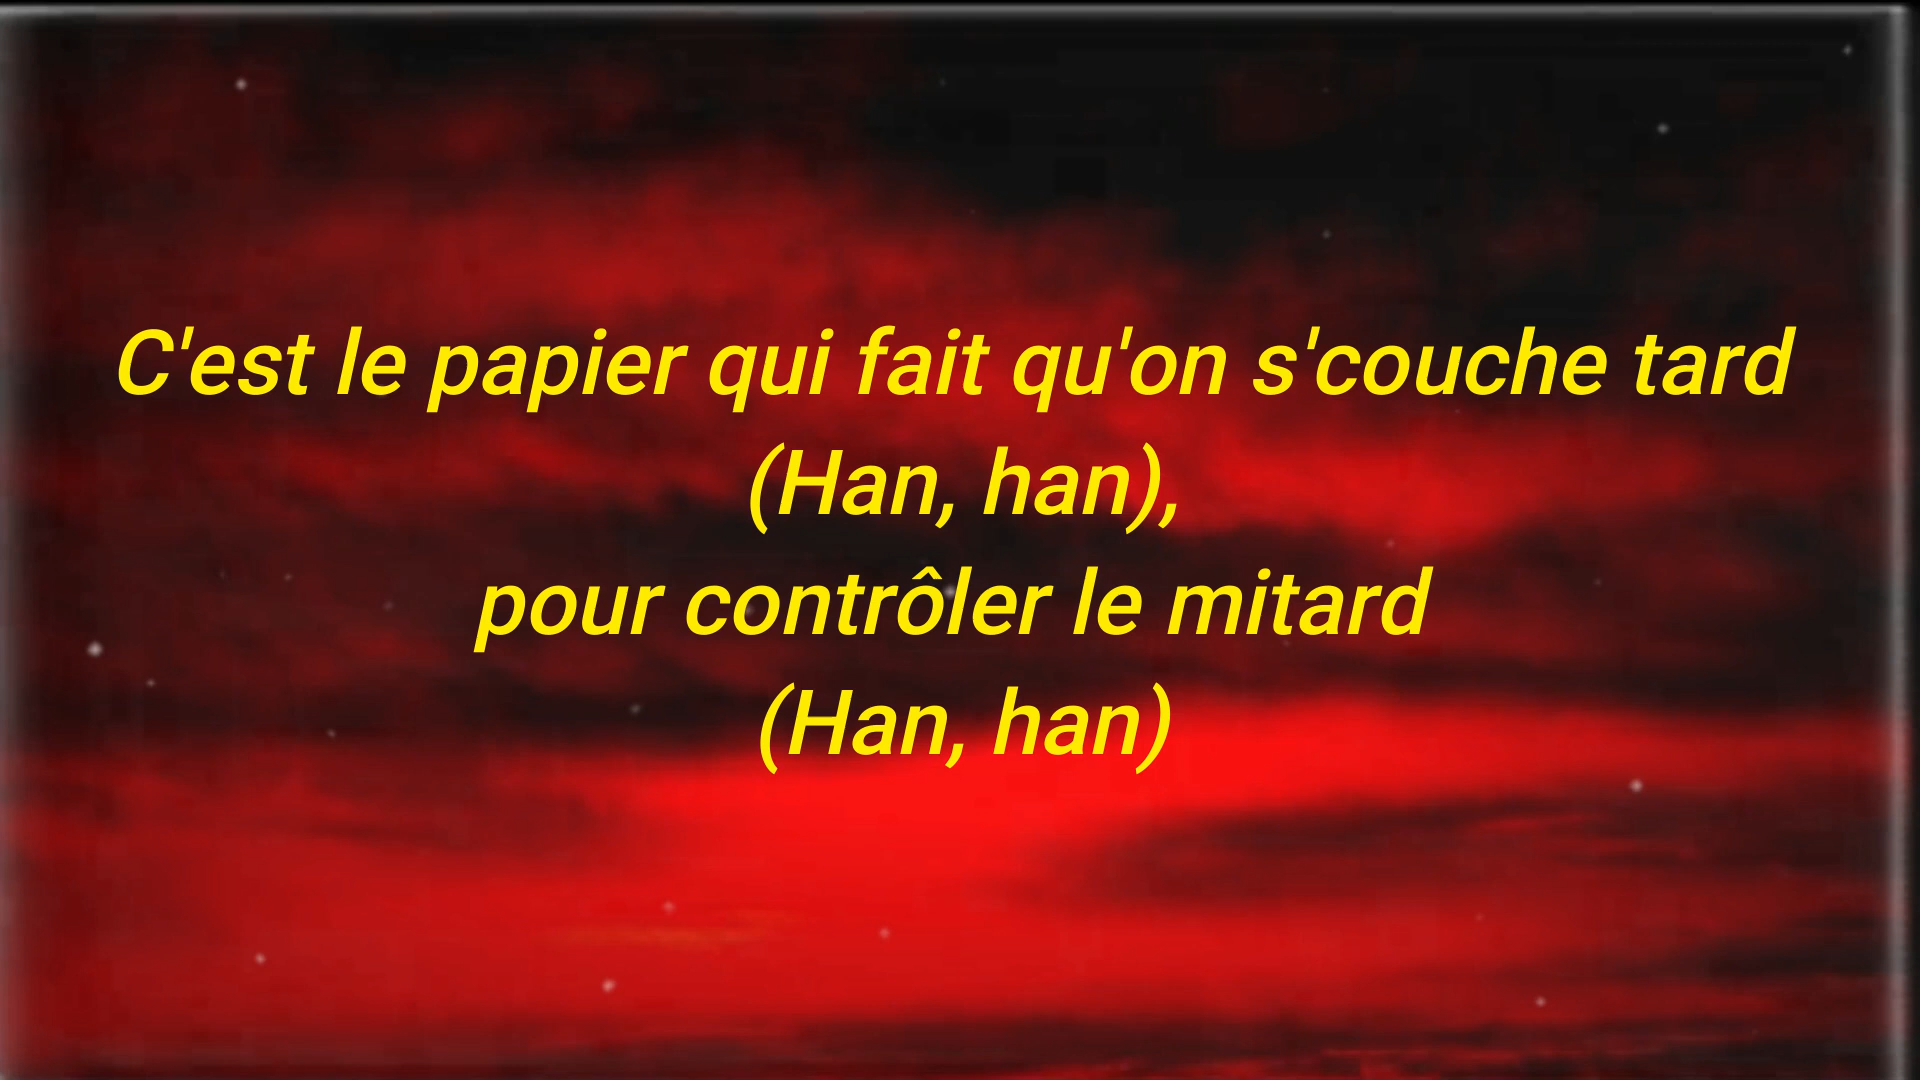 C'est le papier qui fait qu'on s'couche tard
(Han, han),
pour contrôler le mitard
(Han, han)